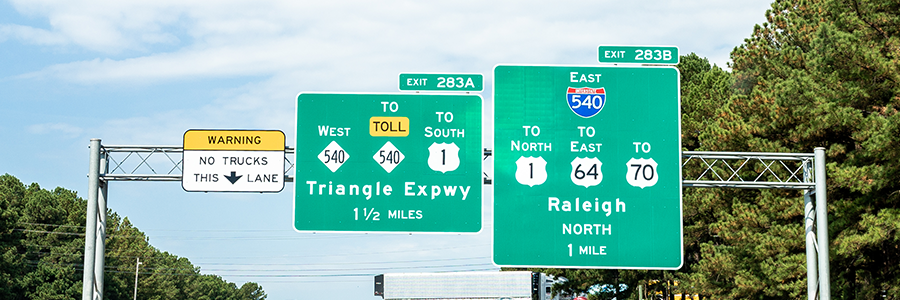 WARNING
NO TRUCKS
THIS LANE
EXIT 283A
TO
WEST TOLL TO SOUTH
540 540 1
Triangle Expwy
1 1/2 MILES
EXIT 283B
EAST
INTERSTATE
540
TO NORTH TO EAST TO
1 64 70
Raleigh
NORTH
1 MILE